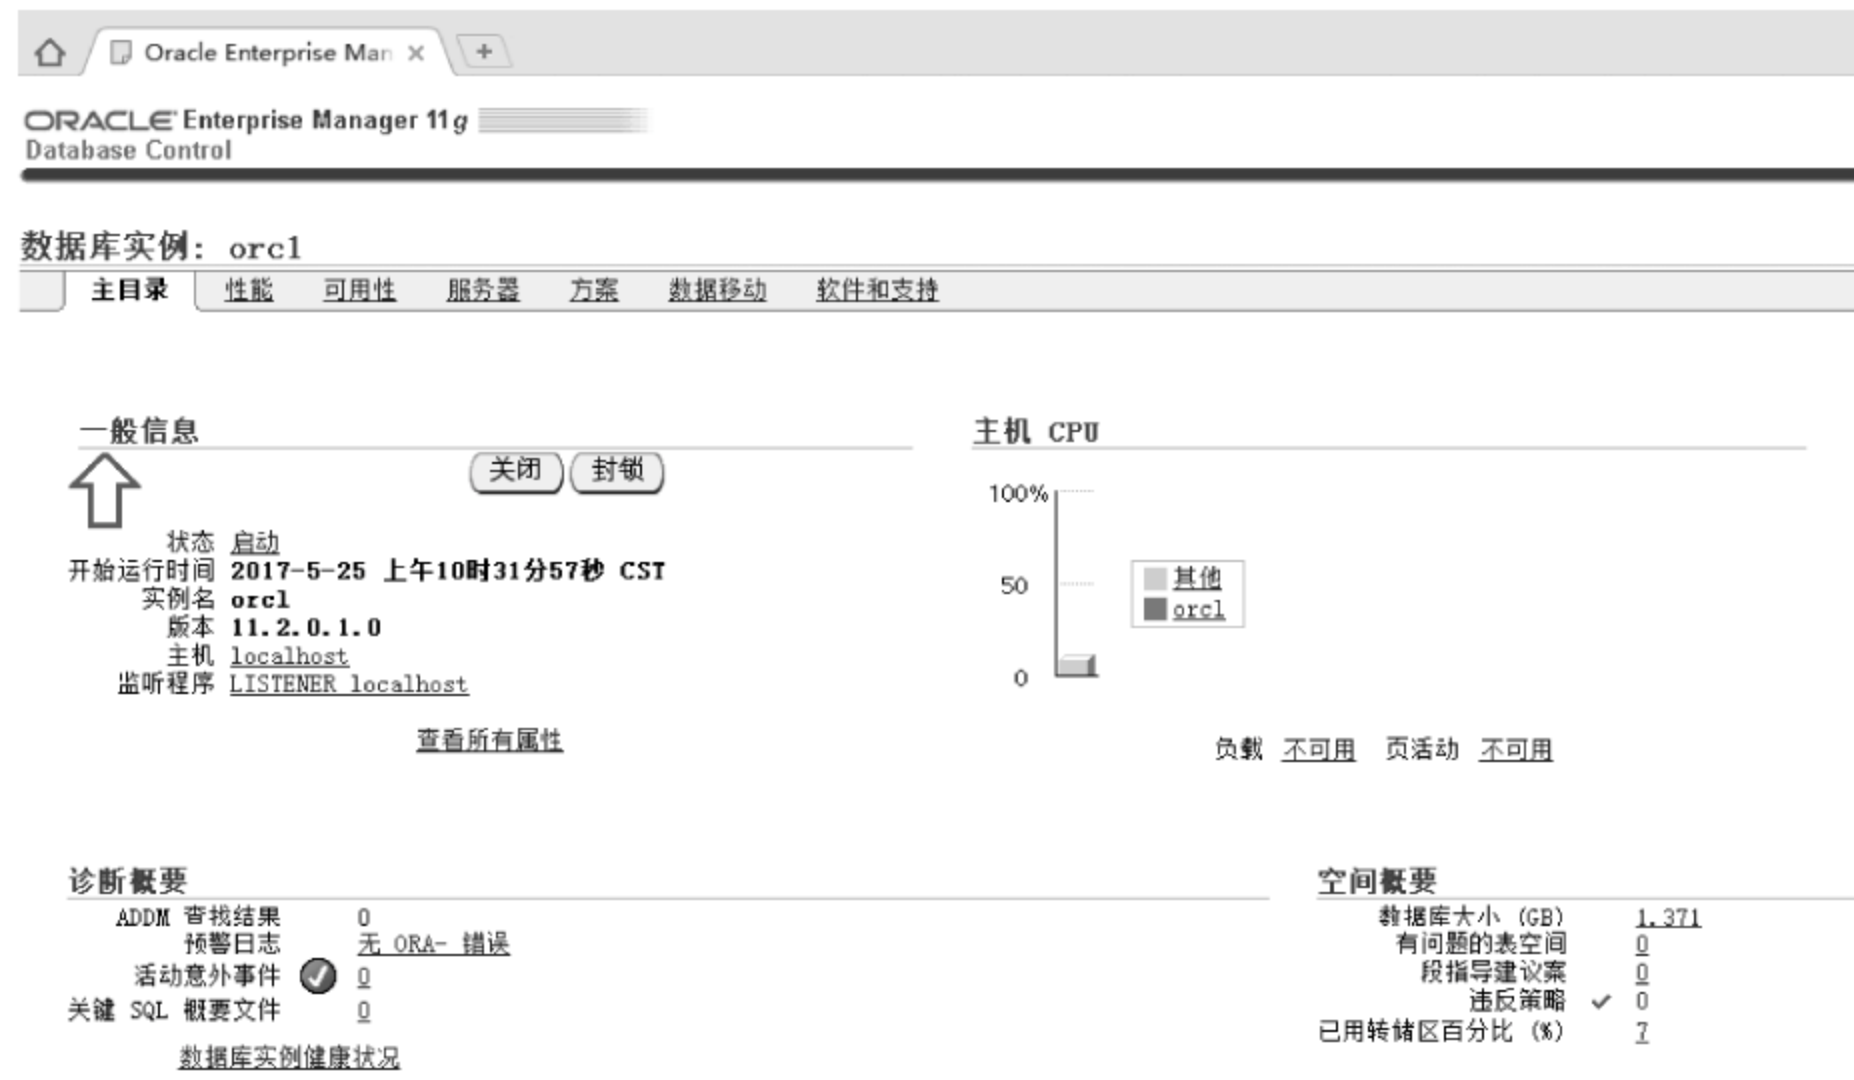 Oracle Enterprise Man
ORACLE Enterprise Manager 11g
Database Control
数据库实例: orcl
主目录 性能 可用性 服务器 方案 数据移动 软件和支持
一般信息
关闭 封锁
状态 启动
开始运行时间 2017-5-25 上午10时31分57秒 CST
实例名 orcl
版本 11.2.0.1.0
主机 localhost
监听程序 LISTENER_localhost
查看所有属性
主机 CPU
100%
50
0
其他
orcl
负载 不可用 页活动 不可用
诊断概要
ADDM 查找结果 0
预警日志 无 ORA- 错误
活动意外事件 0
关键 SQL 概要文件 0
数据库实例健康状况
空间概要
数据库大小 (GB) 1.371
有问题的表空间 0
段指导建议案 0
违反策略 0
已用转储区百分比 (%) 7